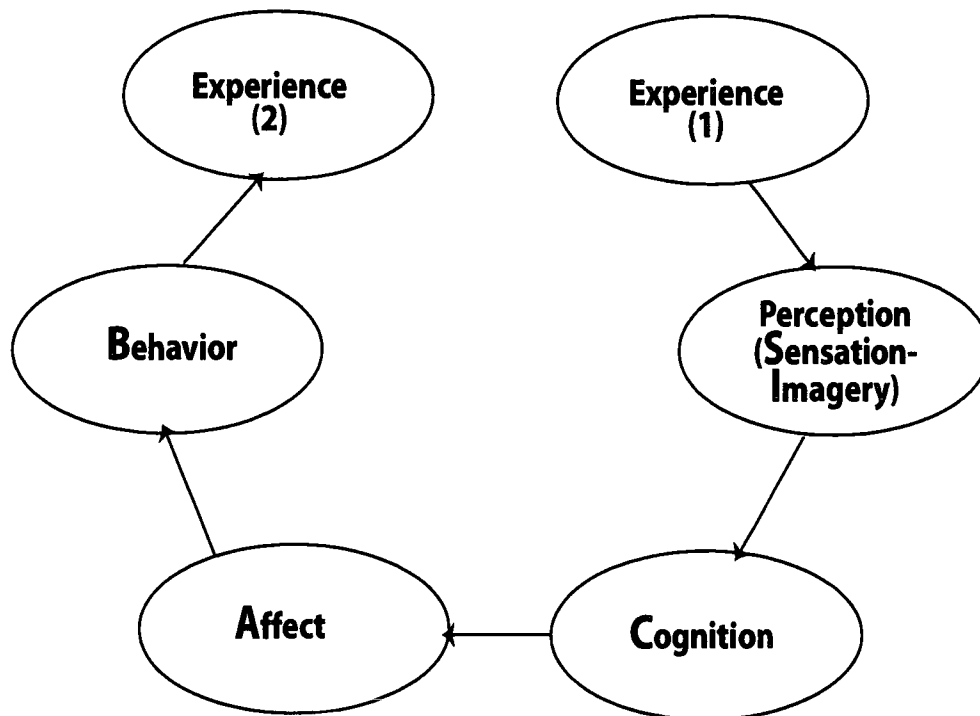 Experience
(2)
Experience
(1)
Behavior
Perception
(Sensation-
Imagery)
Affect
Cognition